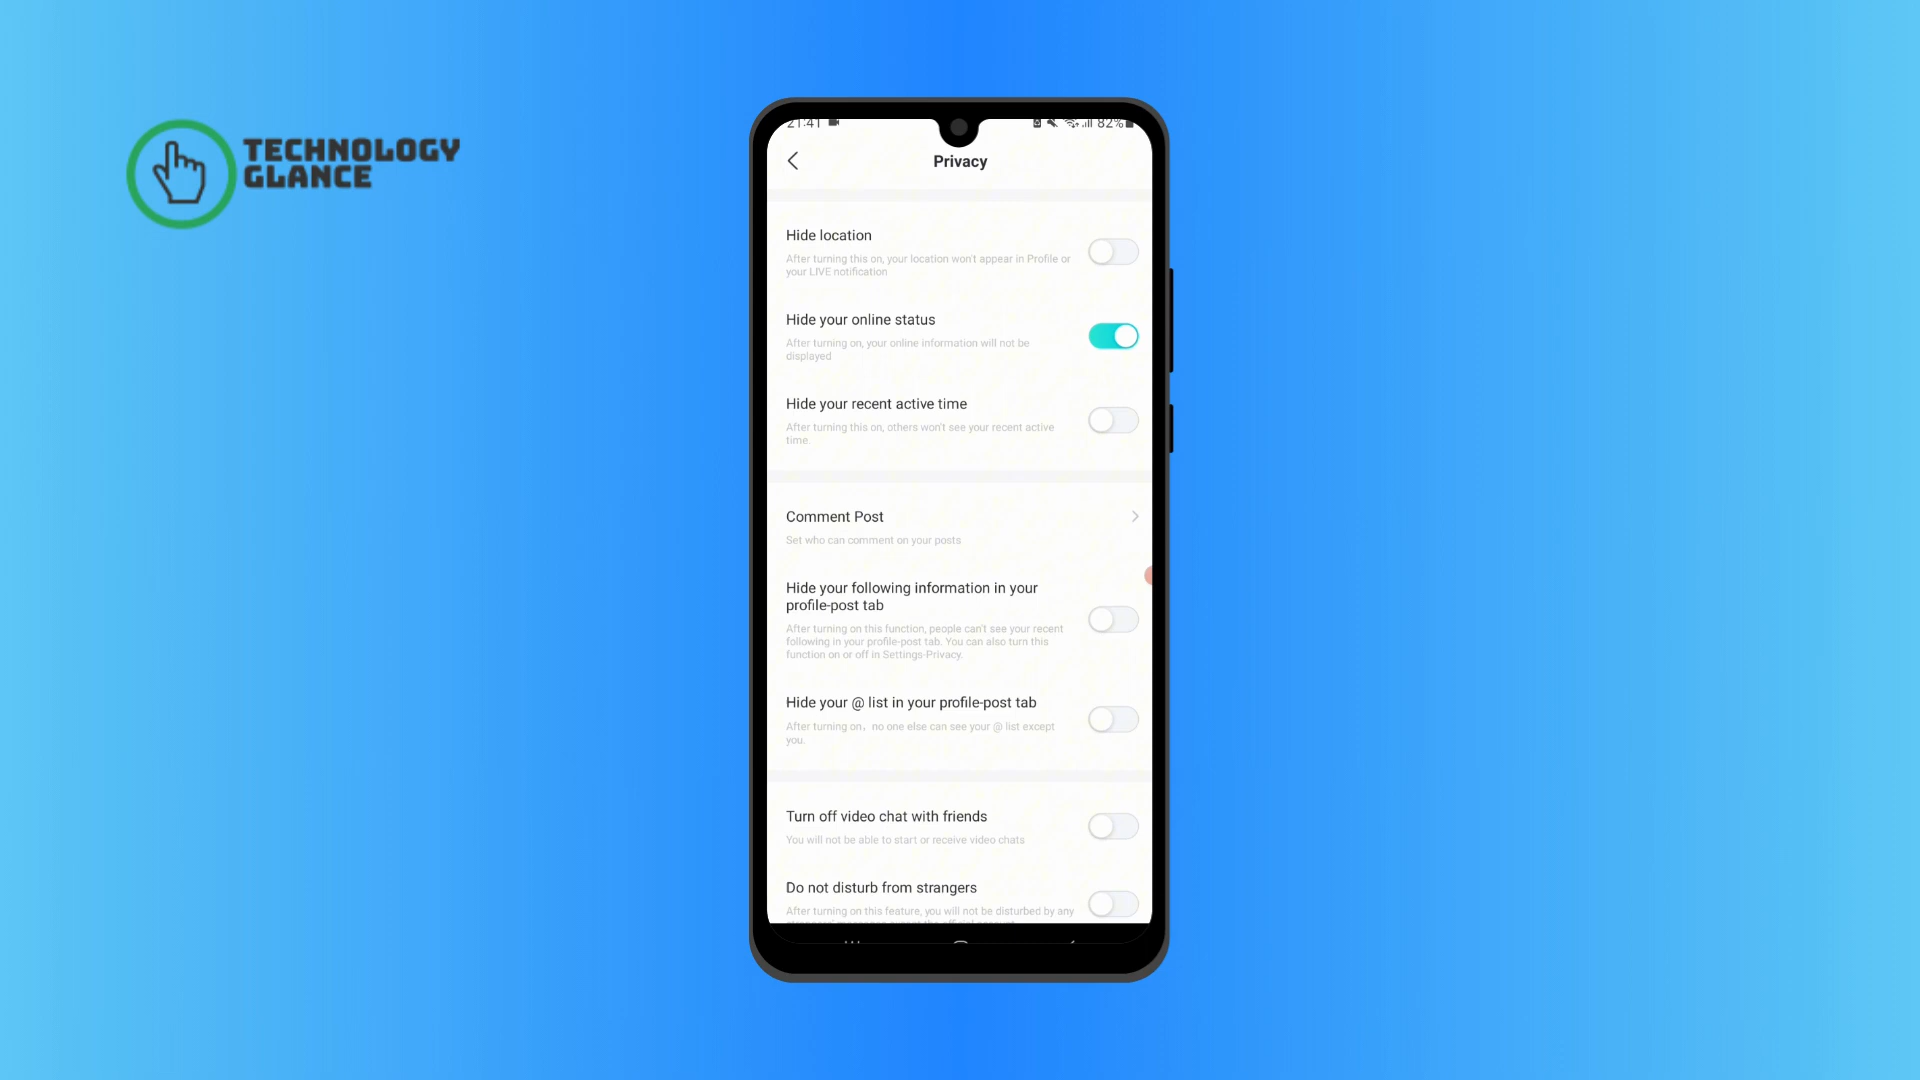 TECHNOLOGY
GLANCE
21:41
82%
Privacy
Hide location
After turning this on, your location won't appear in Profile or
your LIVE notification
Hide your online status
After turning on, your online information will not be
displayed
Hide your recent active time
After turning this on, others won't see your recent active
time.
Comment Post
Set who can comment on your posts
Hide your following information in your
profile-post tab
After turning on this function, people can't see your recent
following in your profile-post tab. You can also turn this
function on or off in Settings-Privacy.
Hide your @ list in your profile-post tab
After turning on，no one else can see your @ list except
you.
Turn off video chat with friends
You will not be able to start or receive video chats
Do not disturb from strangers
After turning on this feature, you will not be disturbed by any